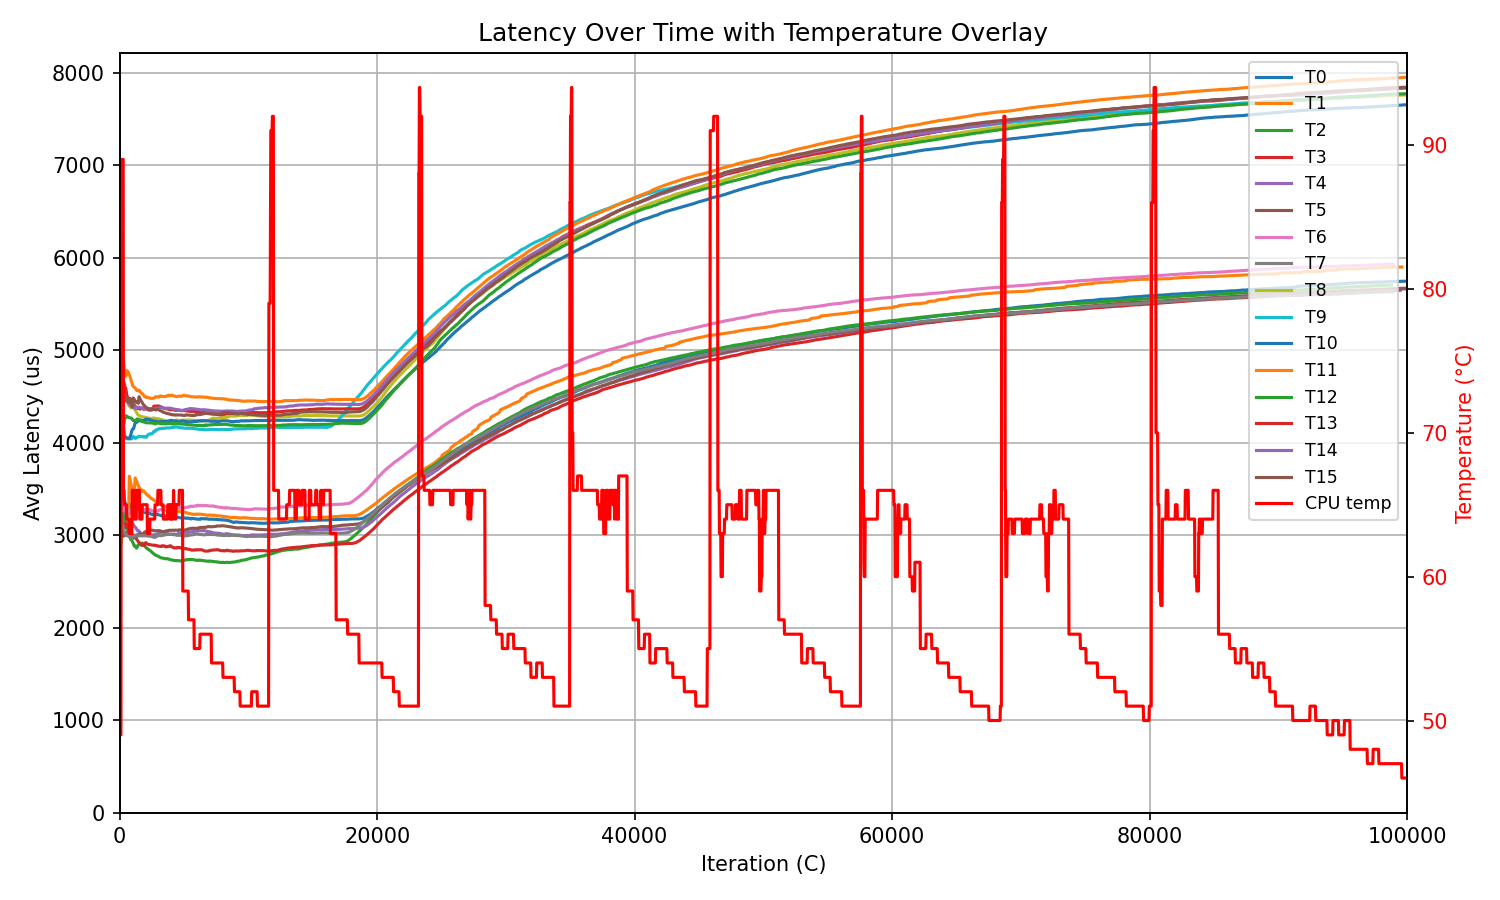 Latency Over Time with Temperature Overlay
Avg Latency (us)
8000
7000
6000
5000
4000
3000
2000
1000
0
0
20000
40000
60000
80000
100000
Iteration (C)
90
80
70
60
50
Temperature (°C)
T0
T1
T2
T3
T4
T5
T6
T7
T8
T9
T10
T11
T12
T13
T14
T15
CPU temp